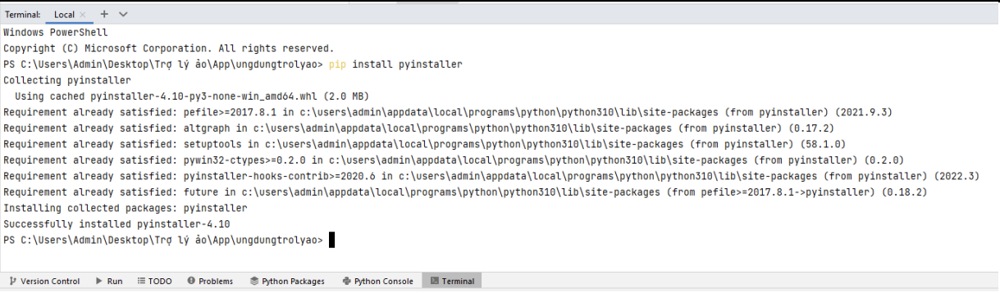 Terminal: Local × +
Windows PowerShell
Copyright (C) Microsoft Corporation. All rights reserved.
PS C:\Users\Admin\Desktop\Trợ lý ảo\App\ungdungtrolyao> pip install pyinstaller
Collecting pyinstaller
  Using cached pyinstaller-4.10-py3-none-win_amd64.whl (2.0 MB)
Requirement already satisfied: pefile>=2017.8.1 in c:\users\admin\appdata\local\programs\python\python310\lib\site-packages (from pyinstaller) (2021.9.3)
Requirement already satisfied: altgraph in c:\users\admin\appdata\local\programs\python\python310\lib\site-packages (from pyinstaller) (0.17.2)
Requirement already satisfied: setuptools in c:\users\admin\appdata\local\programs\python\python310\lib\site-packages (from pyinstaller) (58.1.0)
Requirement already satisfied: pywin32-ctypes>=0.2.0 in c:\users\admin\appdata\local\programs\python\python310\lib\site-packages (from pyinstaller) (0.2.0)
Requirement already satisfied: pyinstaller-hooks-contrib>=2020.6 in c:\users\admin\appdata\local\programs\python\python310\lib\site-packages (from pyinstaller) (2022.3)
Requirement already satisfied: future in c:\users\admin\appdata\local\programs\python\python310\lib\site-packages (from pefile>=2017.8.1->pyinstaller) (0.18.2)
Installing collected packages: pyinstaller
Successfully installed pyinstaller-4.10
PS C:\Users\Admin\Desktop\Trợ lý ảo\App\ungdungtrolyao>
Version Control Run TODO Problems Python Packages Python Console Terminal